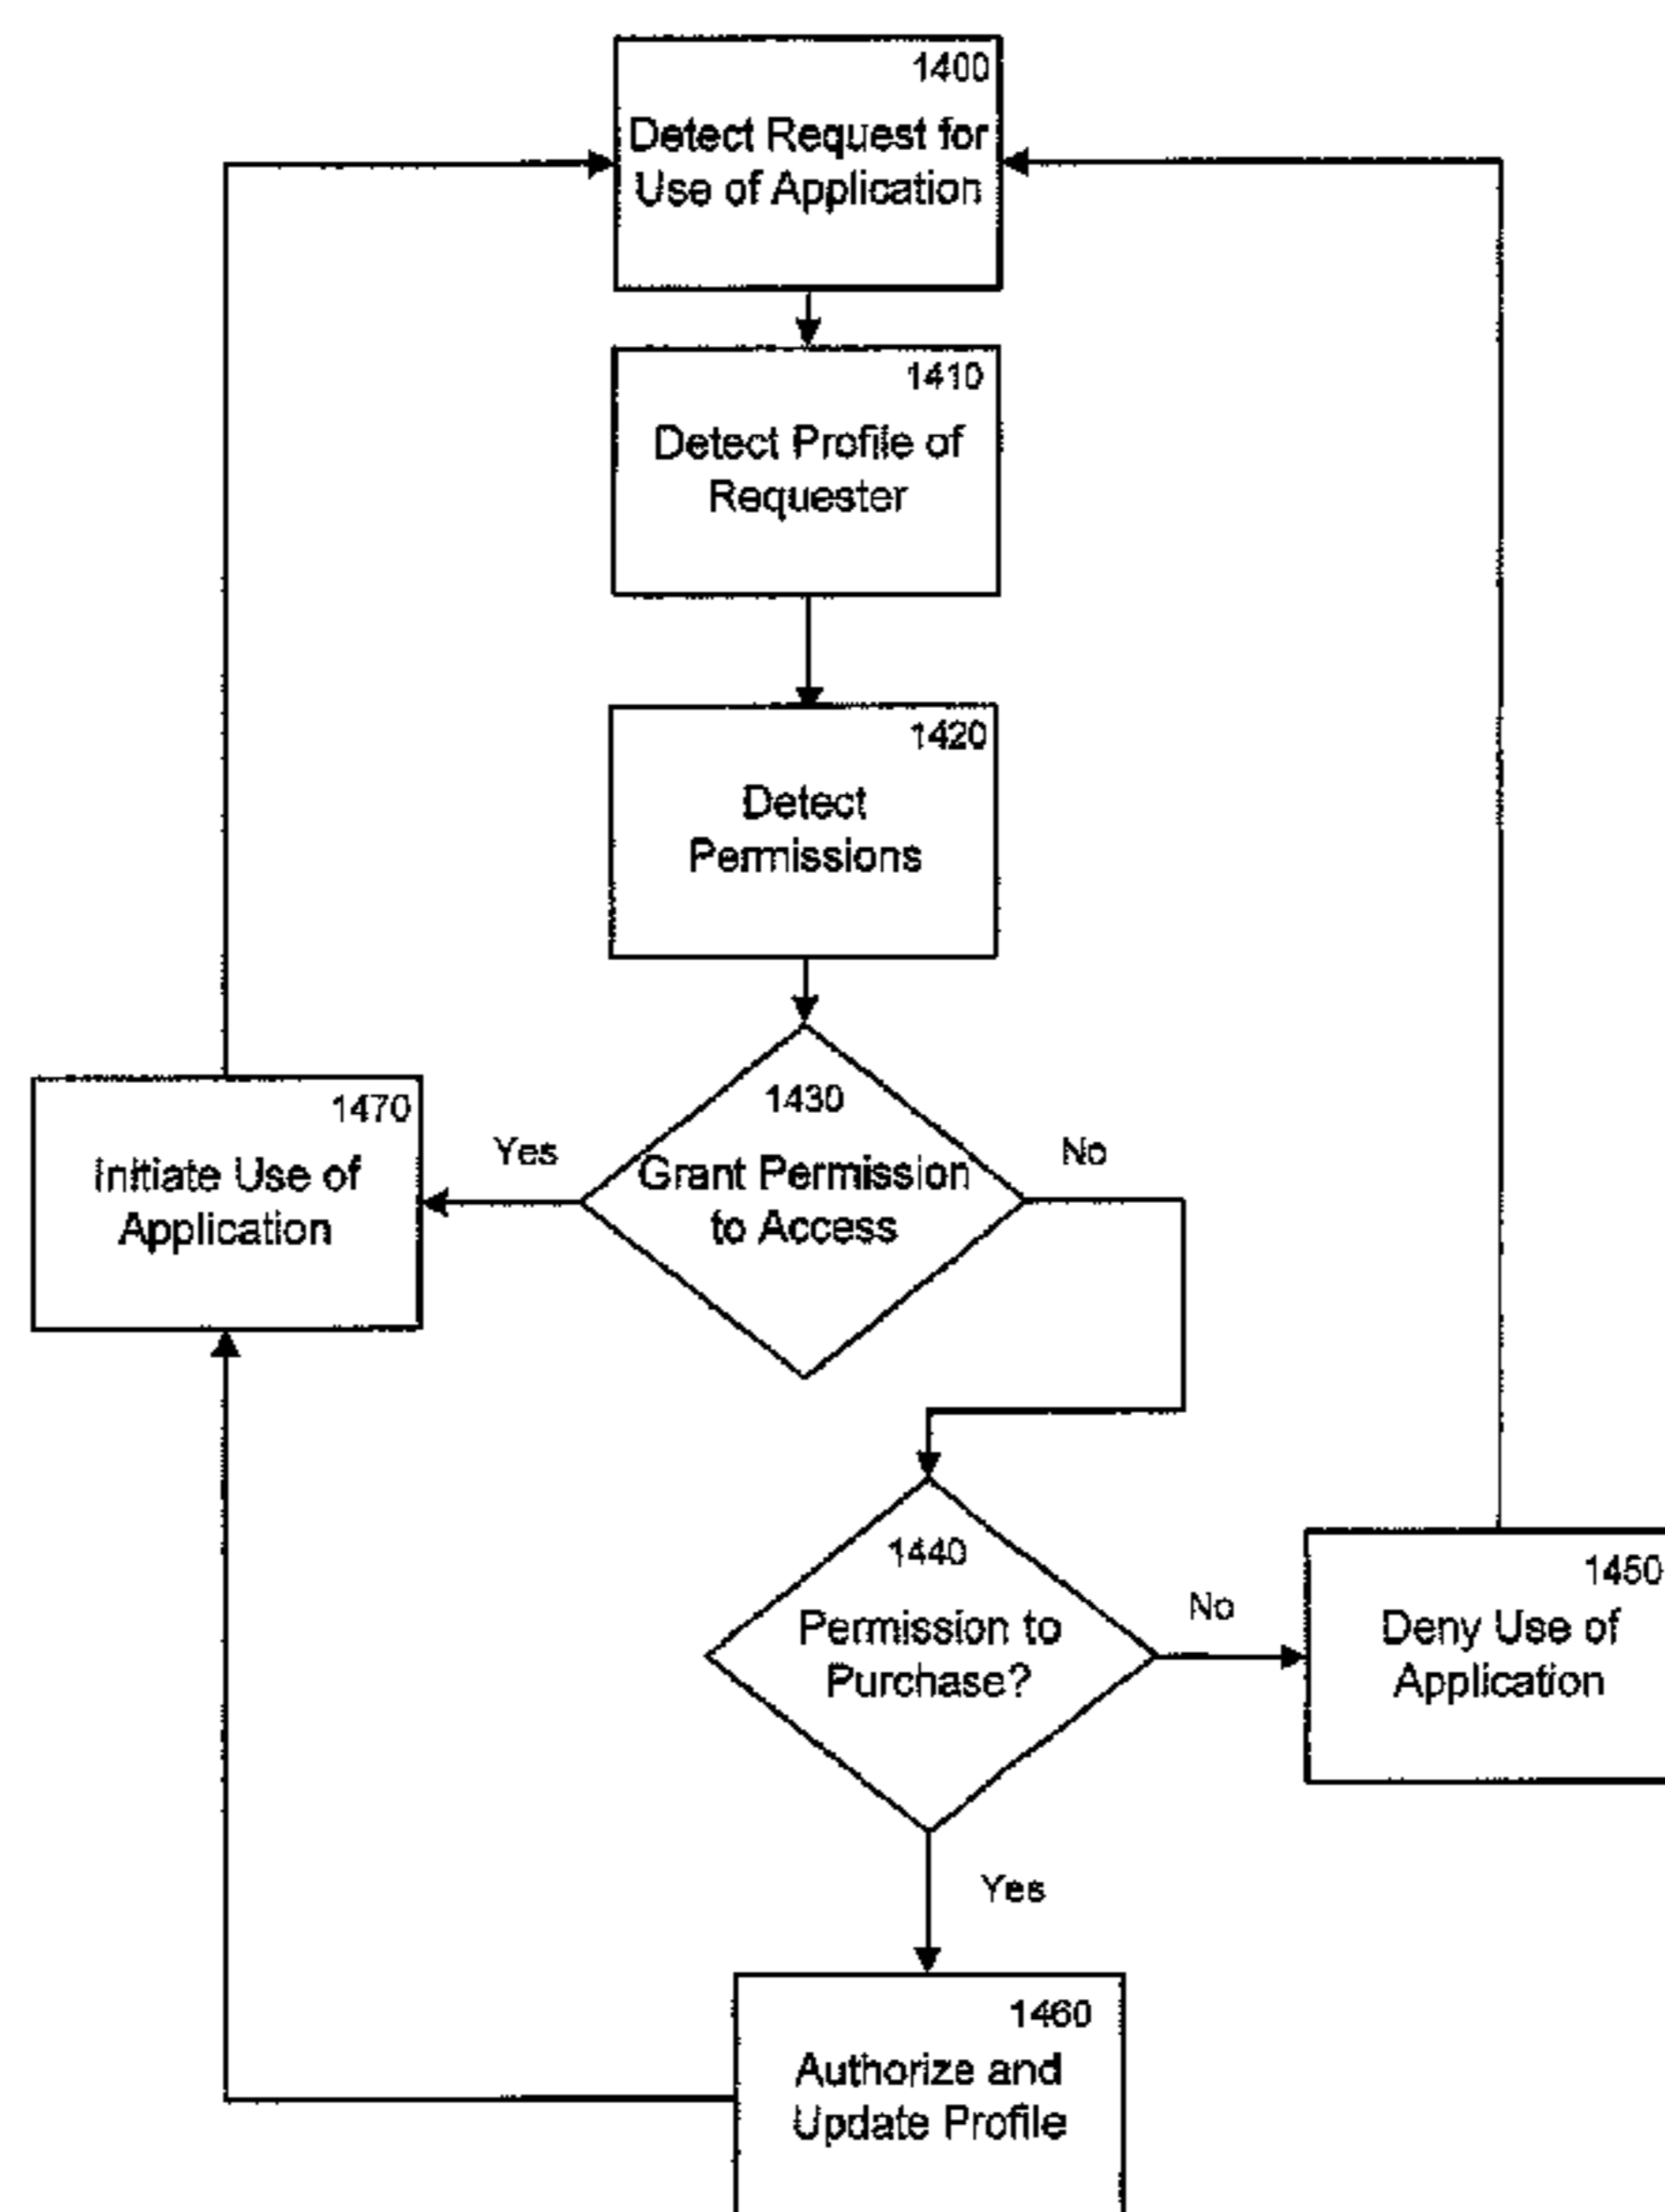 1400
Detect Request for
Use of Application
1410
Detect Profile of
Requester
1420
Detect
Permissions
1430
Grant Permission
to Access
Yes
No
1470
Initiate Use of
Application
1440
Permission to
Purchase?
No
1450
Deny Use of
Application
Yes
1460
Authorize and
Update Profile